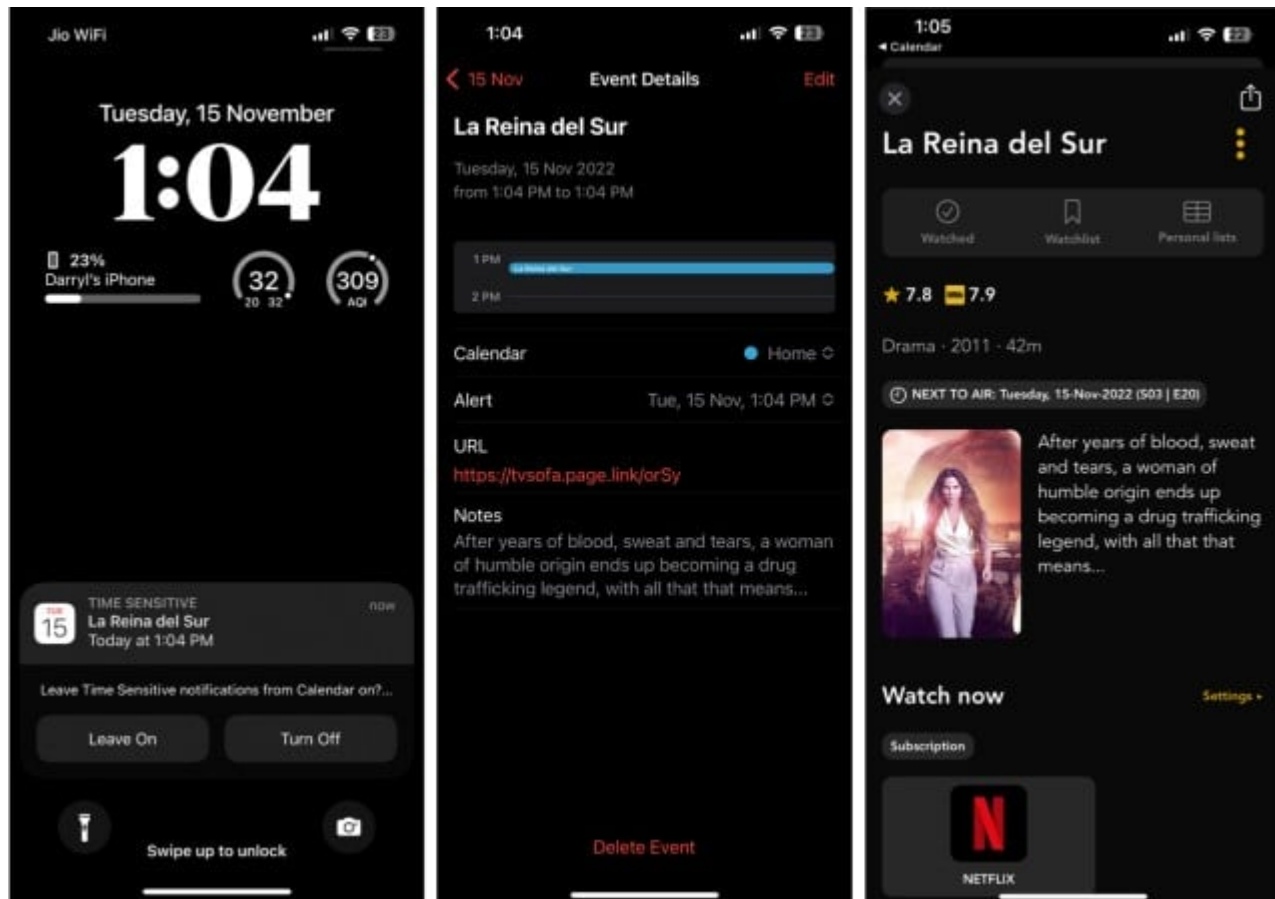 Jio WiFi
23
Tuesday, 15 November
1:04
23%
Darryl's iPhone
32
20 32
309
AQI
TUE
15
TIME SENSITIVE
now
La Reina del Sur
Today at 1:04 PM
Leave Time Sensitive notifications from Calendar on?...
Leave On
Turn Off
Swipe up to unlock
1:04
23
15 Nov
Event Details
Edit
La Reina del Sur
Tuesday, 15 Nov 2022
from 1:04 PM to 1:04 PM
1 PM
La Reina del Sur
2 PM
Calendar
Home
Alert
Tue, 15 Nov, 1:04 PM
URL
https://tvsofa.page.link/orSy
Notes
After years of blood, sweat and tears, a woman
of humble origin ends up becoming a drug
trafficking legend, with all that that means...
Delete Event
1:05
22
Calendar
La Reina del Sur
Watched
Watchlist
Personal lists
7.8
7.9
Drama · 2011 · 42m
NEXT TO AIR: Tuesday, 15-Nov-2022 (S03 | E20)
After years of blood, sweat
and tears, a woman of
humble origin ends up
becoming a drug trafficking
legend, with all that that
means...
Watch now
Settings
Subscription
N
NETFLIX